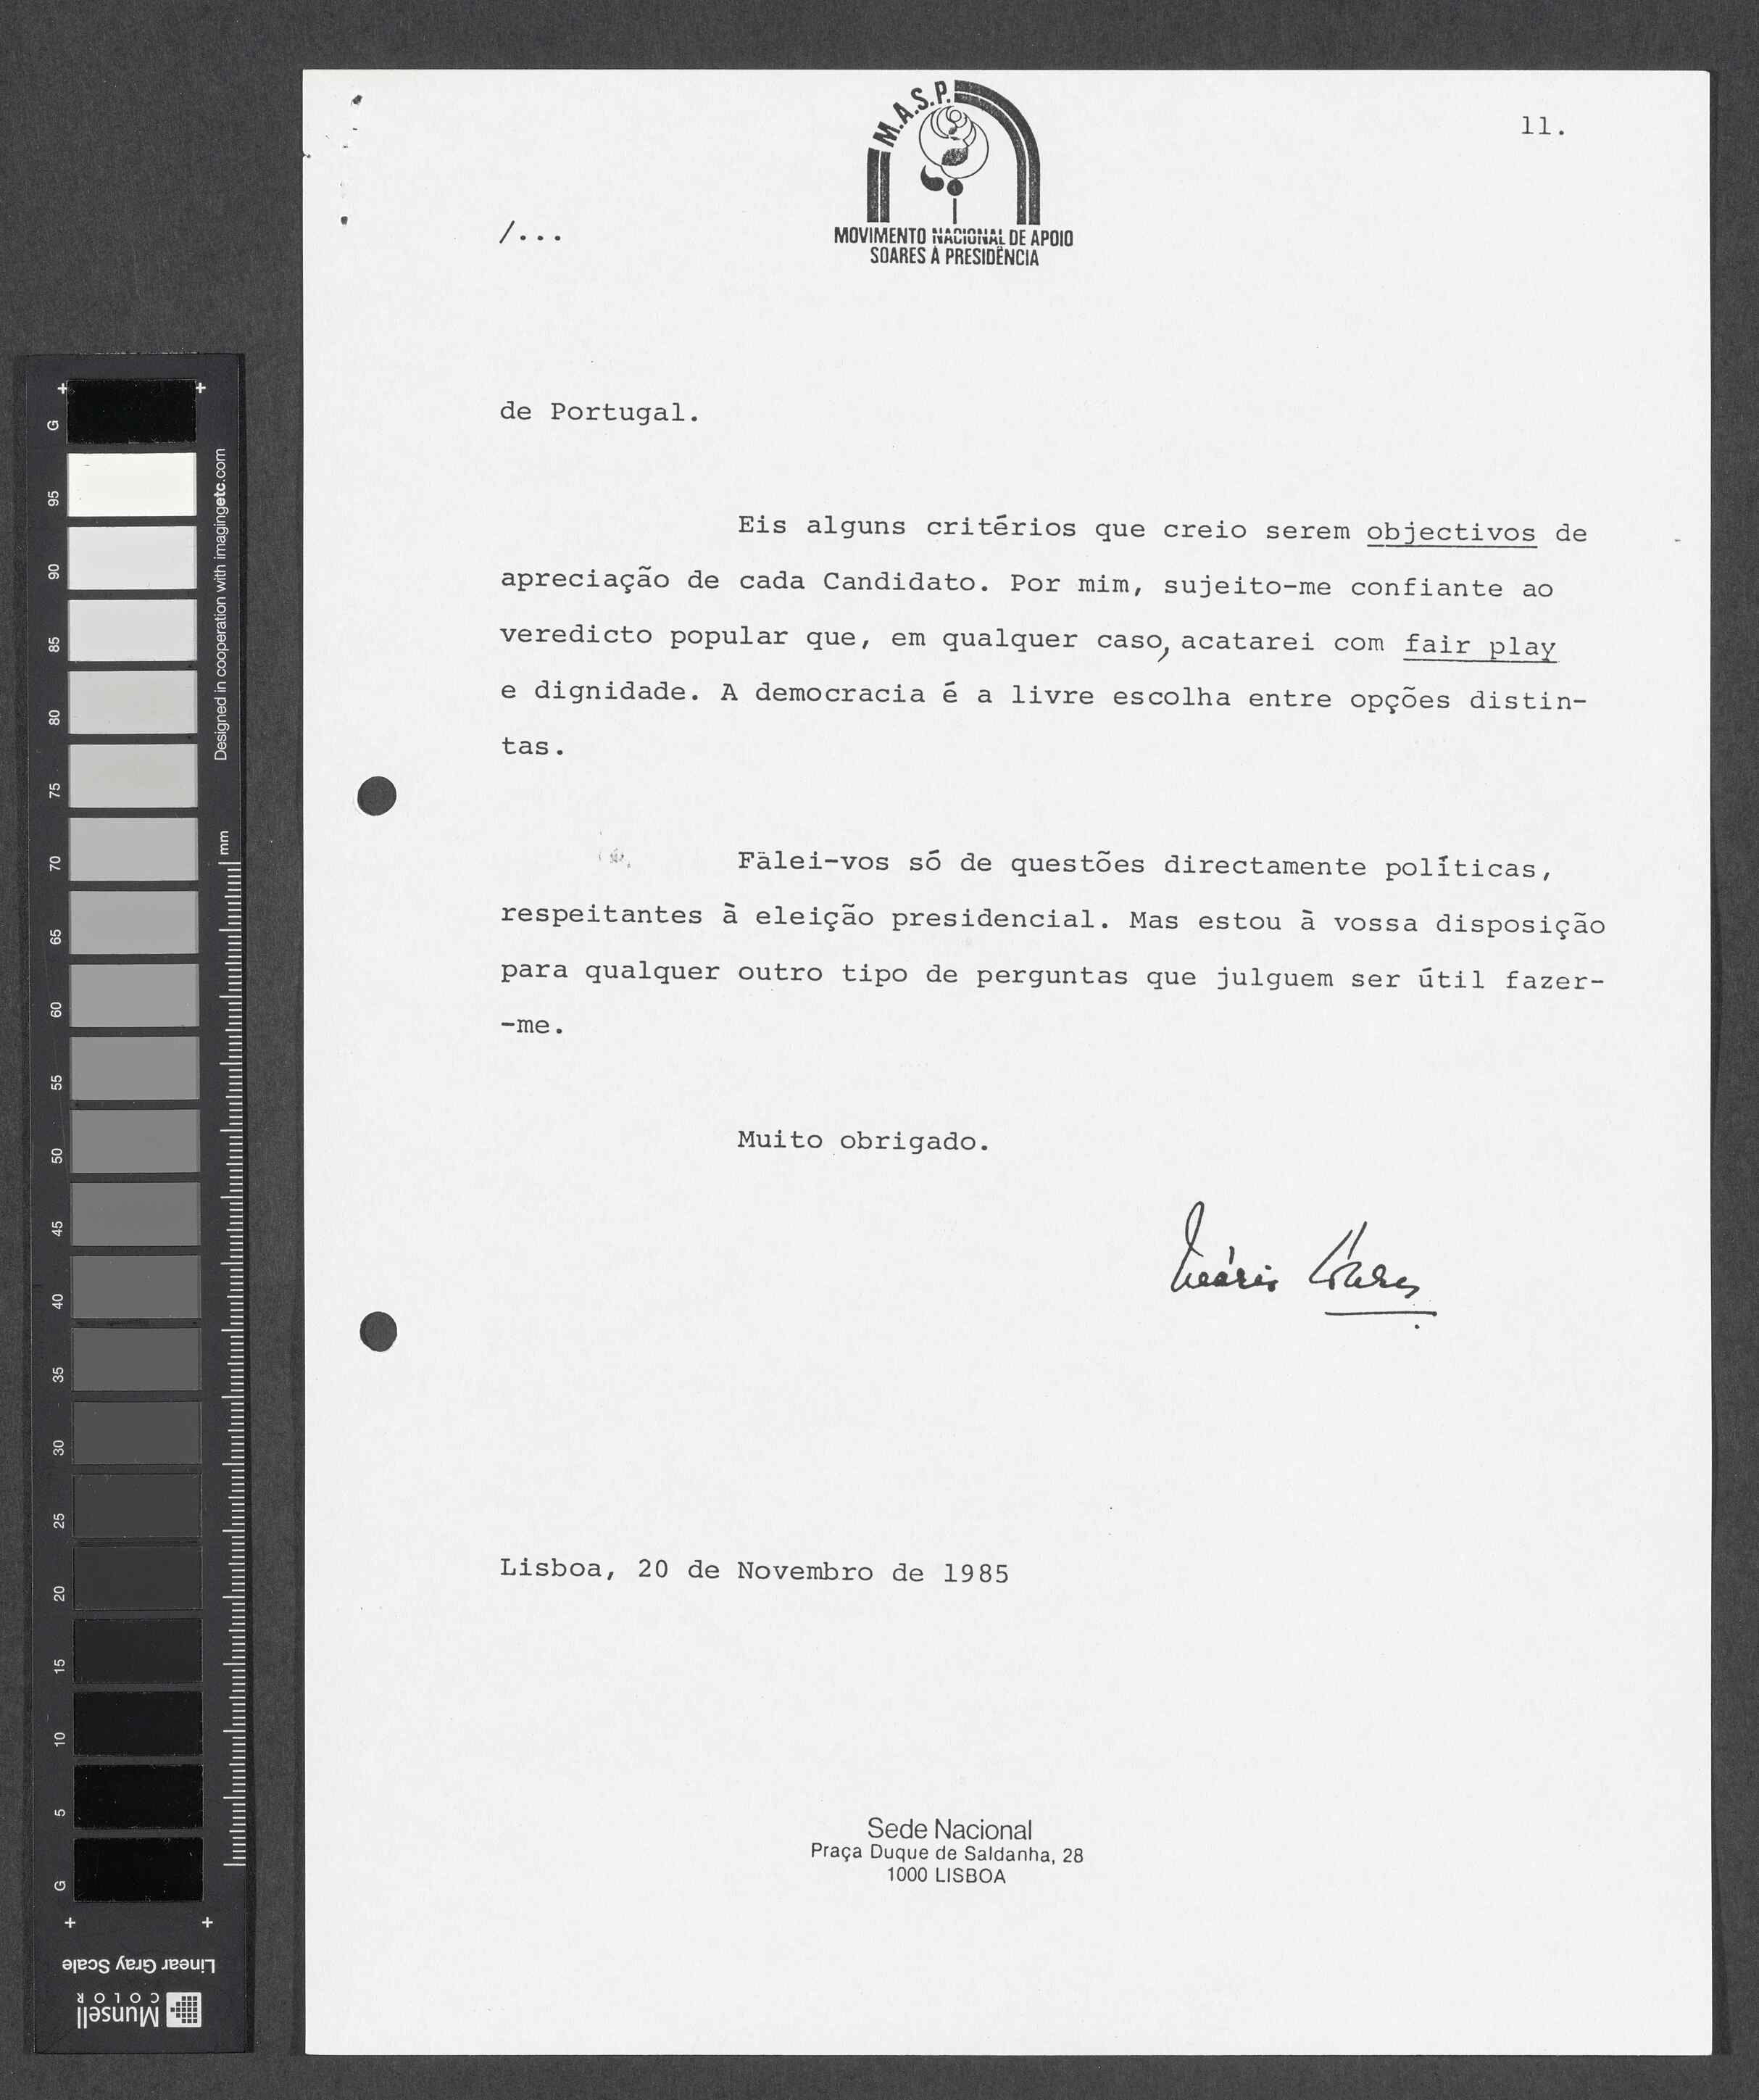 M.A.S.P.
MOVIMENTO NACIONAL DE APOIO
SOARES À PRESIDÊNCIA
11.
/...
de Portugal.
Eis alguns critérios que creio serem objectivos de
apreciação de cada Candidato. Por mim, sujeito-me confiante ao
veredicto popular que, em qualquer caso, acatarei com fair play
e dignidade. A democracia é a livre escolha entre opções distin-
tas.
Falei-vos só de questões directamente políticas,
respeitantes à eleição presidencial. Mas estou à vossa disposição
para qualquer outro tipo de perguntas que julguem ser útil fazer-
-me.
Muito obrigado.
Mário Soares
Lisboa, 20 de Novembro de 1985
Sede Nacional
Praça Duque de Saldanha, 28
1000 LISBOA
G
95
90
85
80
75
70
65
60
55
50
45
40
35
30
25
20
15
10
5
G
Designed in cooperation with imagingetc.com
mm
Linear Gray Scale
Munsell
COLOR